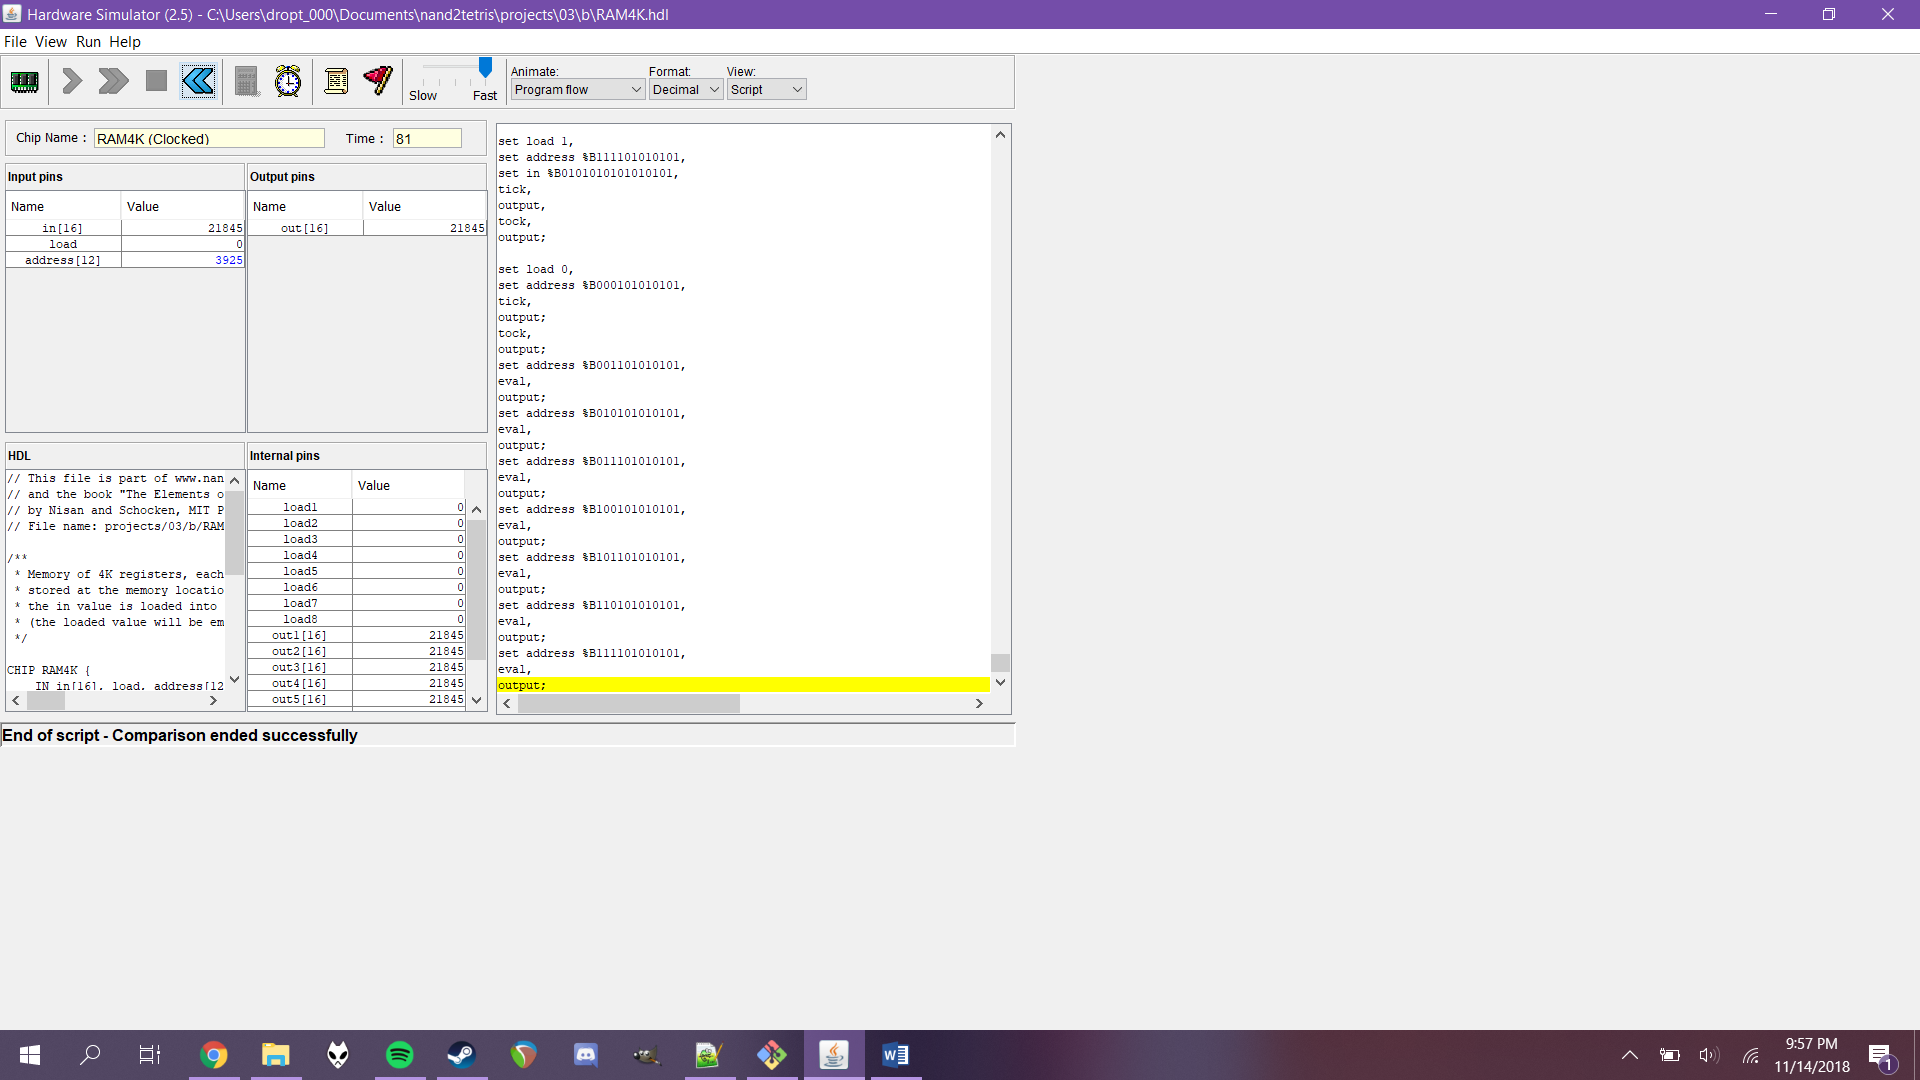 Hardware Simulator (2.5) - C:\Users\dropt_000\Documents\nand2tetris\projects\03\b\RAM4K.hdl
File View Run Help
Slow Fast
Animate: Format: View:
Program flow Decimal Script
Chip Name : RAM4K (Clocked) Time : 81
Input pins
Name Value
in[16] 21845
load 0
address[12] 3925
Output pins
Name Value
out[16] 21845
HDL
// This file is part of www.nan
// and the book "The Elements o
// by Nisan and Schocken, MIT P
// File name: projects/03/b/RAM
/**
* Memory of 4K registers, each
* stored at the memory locatio
* the in value is loaded into
* (the loaded value will be em
*/
CHIP RAM4K {
IN in[16], load, address[12
Internal pins
Name Value
load1 0
load2 0
load3 0
load4 0
load5 0
load6 0
load7 0
load8 0
out1[16] 21845
out2[16] 21845
out3[16] 21845
out4[16] 21845
out5[16] 21845
set load 1,
set address %B111101010101,
set in %B0101010101010101,
tick,
output,
tock,
output;
set load 0,
set address %B000101010101,
tick,
output;
tock,
output;
set address %B001101010101,
eval,
output;
set address %B010101010101,
eval,
output;
set address %B011101010101,
eval,
output;
set address %B100101010101,
eval,
output;
set address %B101101010101,
eval,
output;
set address %B110101010101,
eval,
output;
set address %B111101010101,
eval,
output;
End of script - Comparison ended successfully
9:57 PM
11/14/2018
1